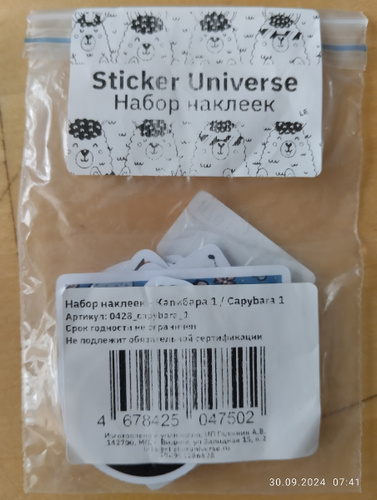 Sticker Universe
Набор наклеек
Набор наклеек - Капибара 1 / Capybara 1
Артикул: 0428_capybara_1
Срок годности не ограничен
Не подлежит обязательной сертификации
4 678425 047502
30.09.2024 07:41